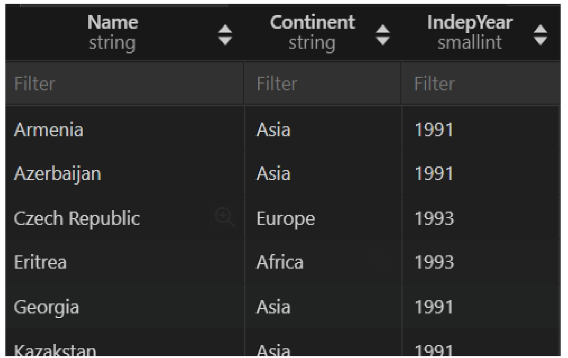 Name Continent IndepYear
string string smallint
Filter Filter Filter
Armenia Asia 1991
Azerbaijan Asia 1991
Czech Republic Europe 1993
Eritrea Africa 1993
Georgia Asia 1991
Kazakstan Asia 1991